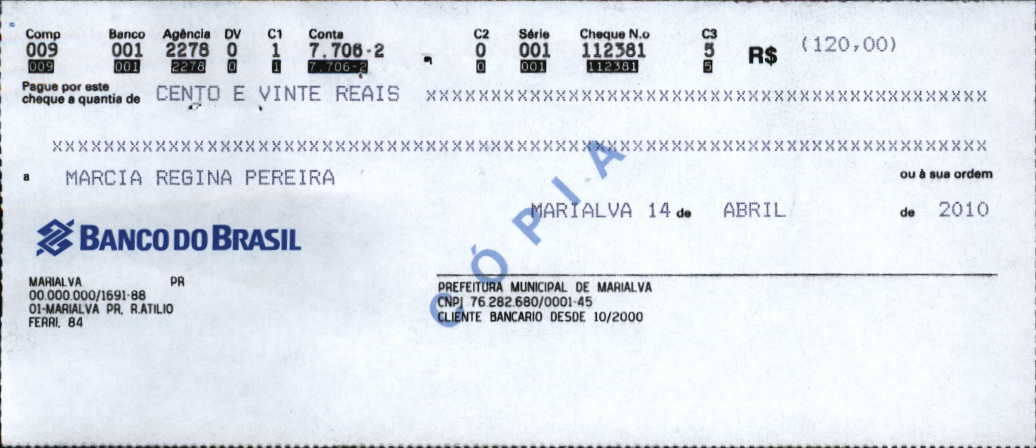 Comp Banco Agência DV C1 Conta C2 Série Cheque N.o C3
009 001 2278 0 1 7.706-2 0 001 112381 5 R$ (120,00)
009 001 2278 0 1 7.706-2 0 001 112381 5
Pague por este
cheque a quantia de CENTO E VINTE REAIS XXXXXXXXXXXXXXXXXXXXXXXXXXXXXXXXXXXXXXXXXXXXXXX
XXXXXXXXXXXXXXXXXXXXXXXXXXXXXXXXXXXXXXXXXXXXXXXXXXXXXXXXXXXXXXXXXXXXXXXXXXXXXX
a MARCIA REGINA PEREIRA ou à sua ordem
MARIALVA 14 de ABRIL de 2010
CÓPIA
BANCO DO BRASIL
MARIALVA PR
00.000.000/1691-88
01-MARIALVA PR, R.ATILIO
FERRI, 84
PREFEITURA MUNICIPAL DE MARIALVA
CNPJ 76.282.680/0001-45
CLIENTE BANCARIO DESDE 10/2000